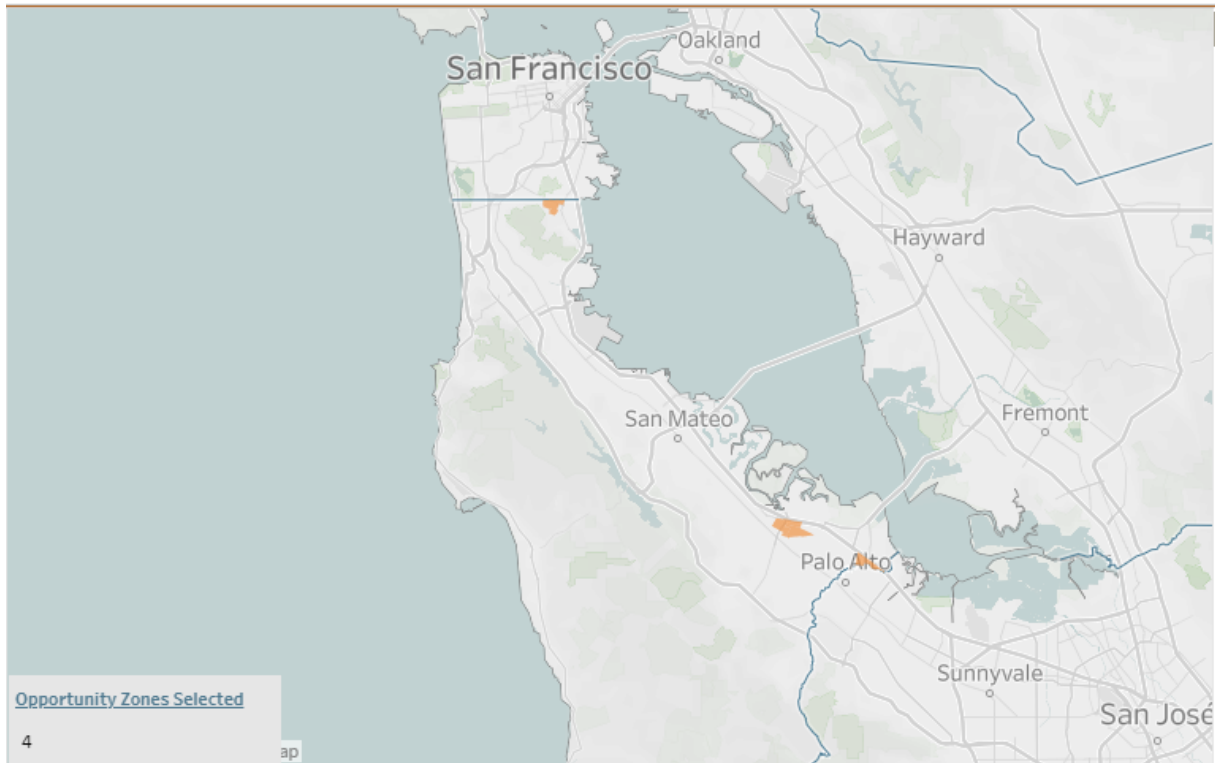 Oakland
San Francisco
Hayward
San Mateo
Fremont
Palo Alto
Sunnyvale
San José
Opportunity Zones Selected
4
ap